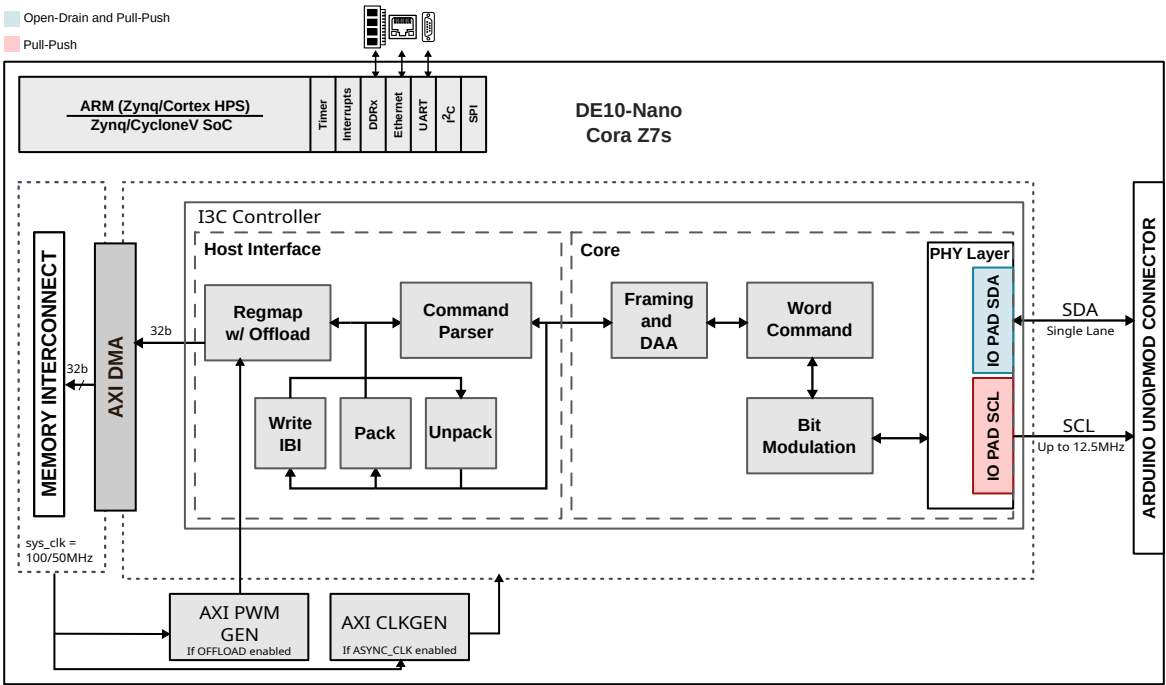 Open-Drain and Pull-Push
Pull-Push
ARM (Zynq/Cortex HPS)
Zynq/CycloneV SoC
Timer
Interrupts
DDRx
Ethernet
UART
I²C
SPI
DE10-Nano
Cora Z7s
I3C Controller
Host Interface
Core
PHY Layer
MEMORY INTERCONNECT
32b
AXI DMA
32b
Regmap
w/ Offload
Command
Parser
Write
IBI
Pack
Unpack
Framing
and
DAA
Word
Command
Bit
Modulation
IO PAD SDA
IO PAD SCL
SDA
Single Lane
SCL
Up to 12.5MHz
ARDUINO UNO\PMOD CONNECTOR
sys_clk =
100/50MHz
AXI PWM
GEN
If OFFLOAD enabled
AXI CLKGEN
If ASYNC_CLK enabled